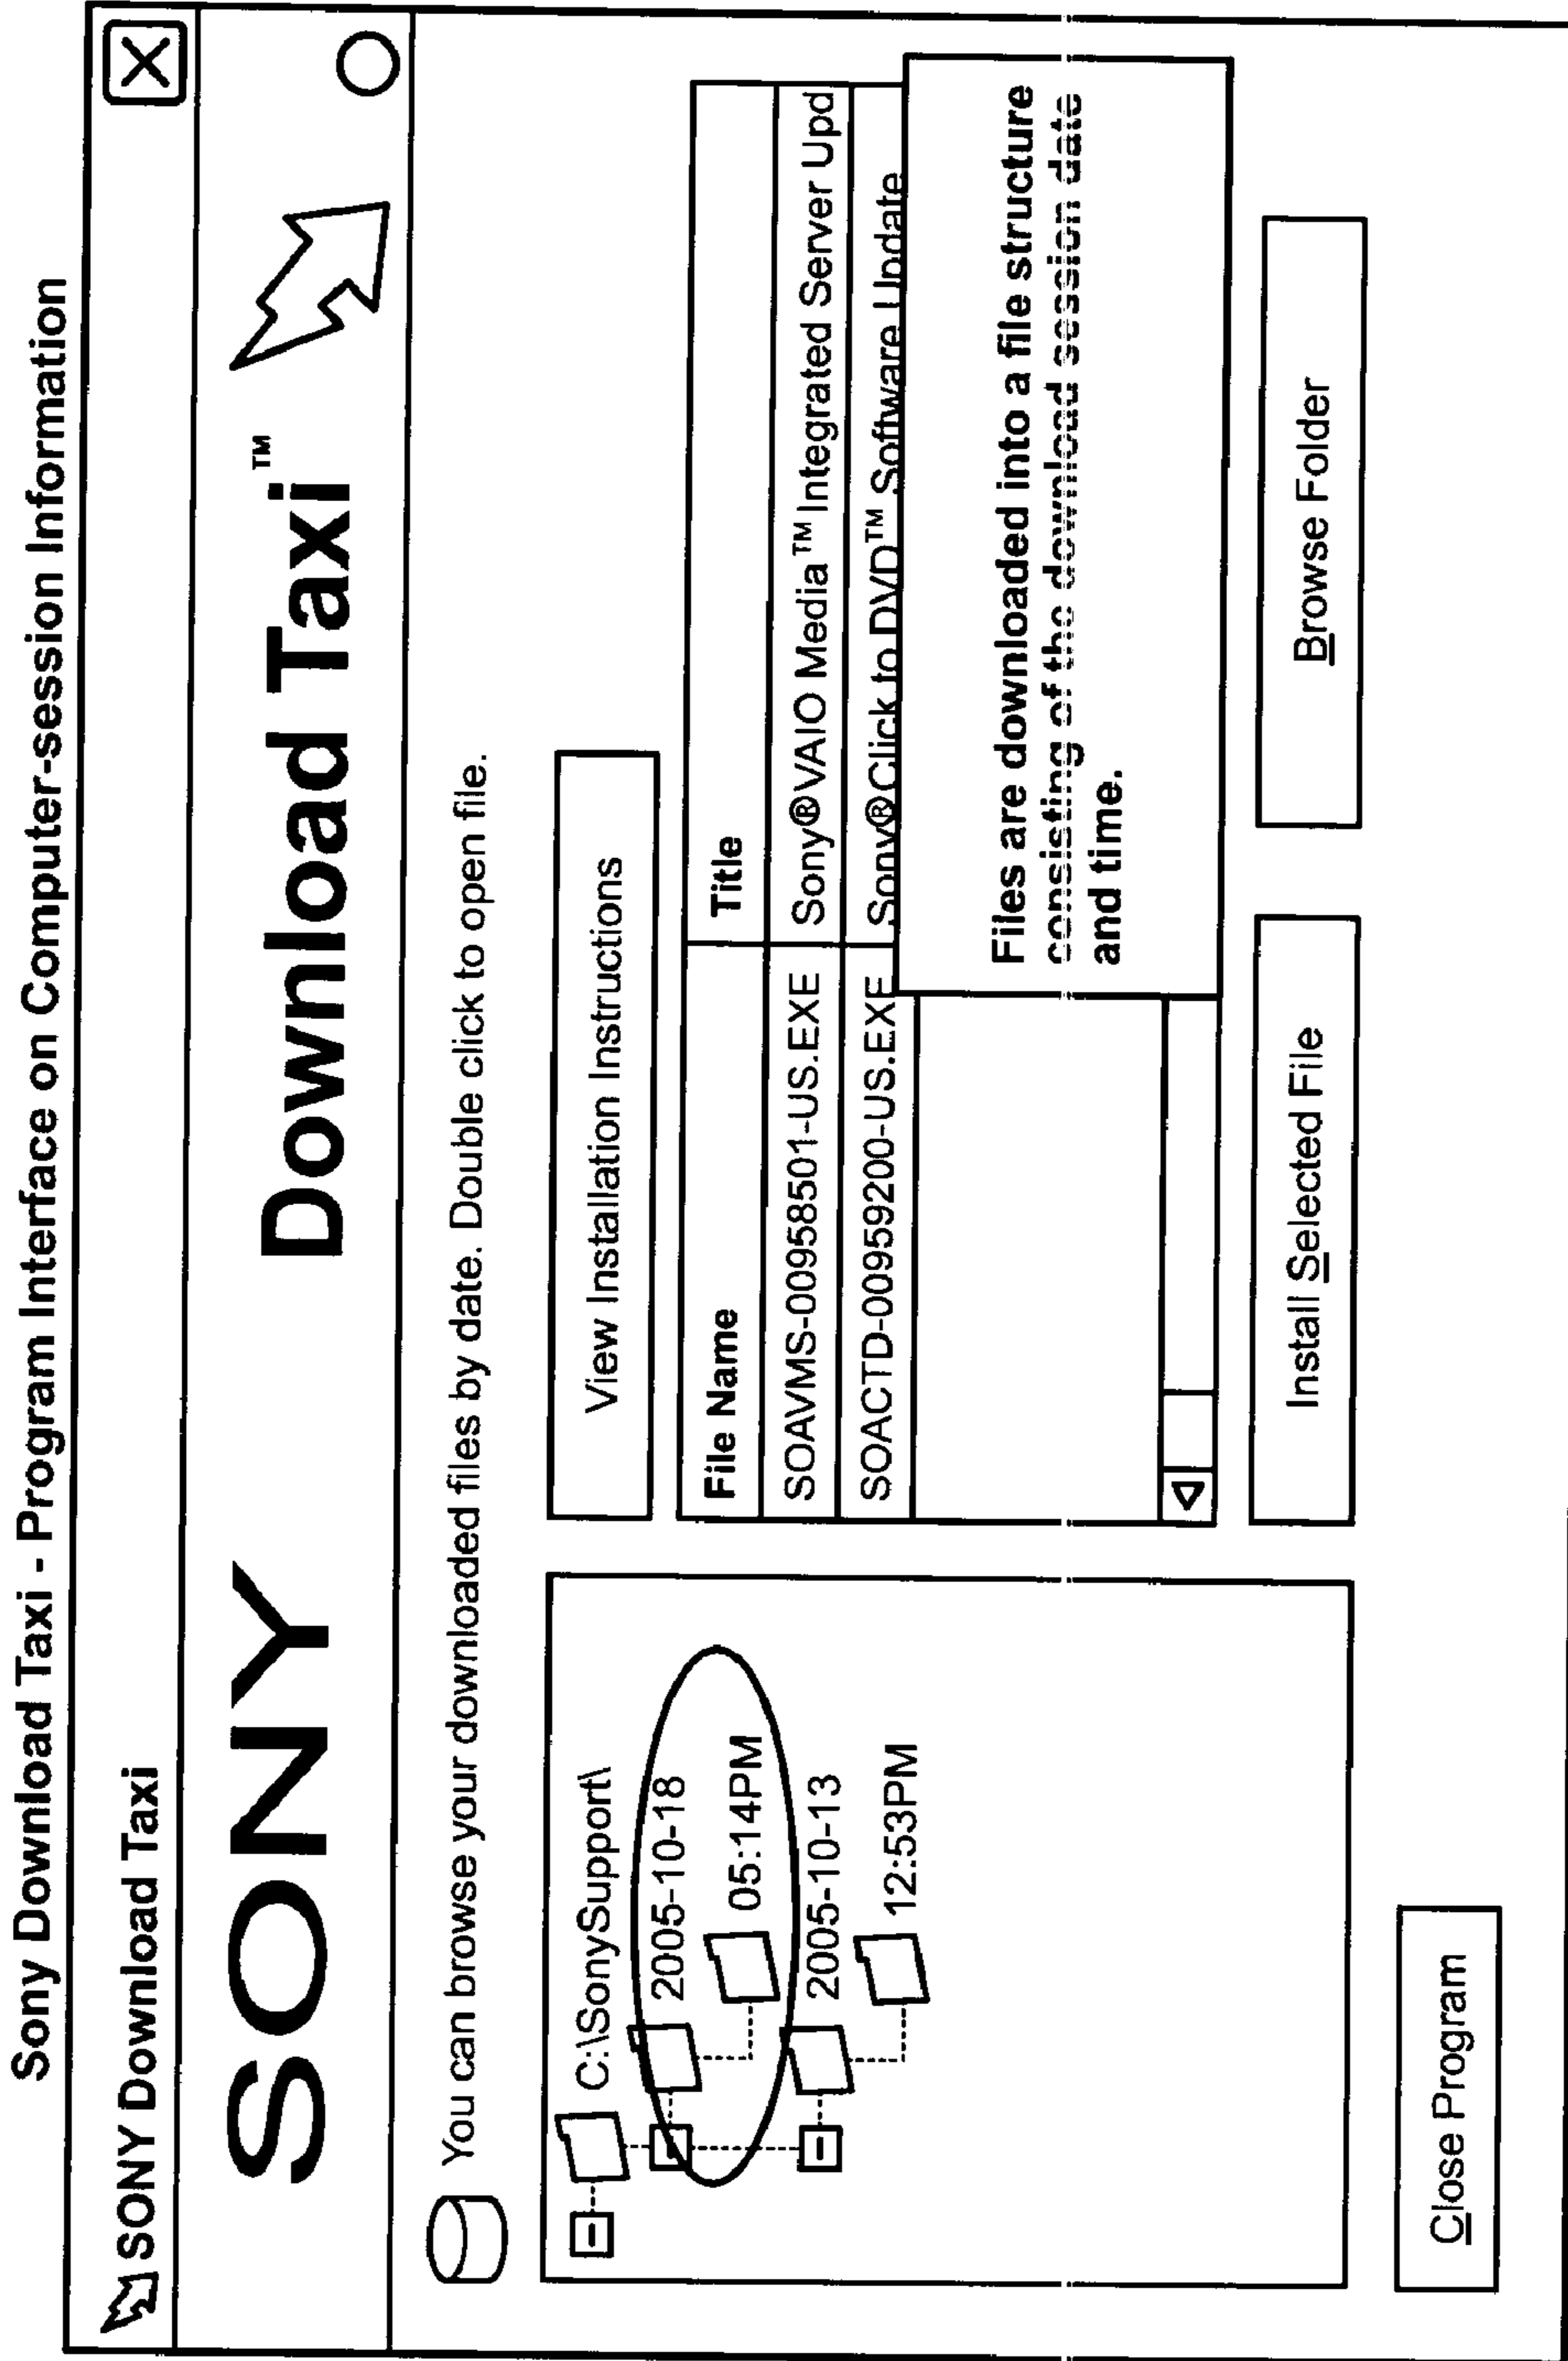 Sony Download Taxi - Program Interface on Computer-session Information
SONY Download Taxi
SONY Download Taxi™
You can browse your downloaded files by date. Double click to open file.
C:\SonySupport\
2005-10-18
05:14PM
2005-10-13
12:53PM
View Installation Instructions
File Name Title
SOAVMS-00958501-US.EXE Sony®VAIO Media™Integrated Server Upd
SOACTD-00959200-US.EXE Sony®Click to DVD™ Software Update
Files are downloaded into a file structure
consisting of the download session date
and time.
Install Selected File
Browse Folder
Close Program